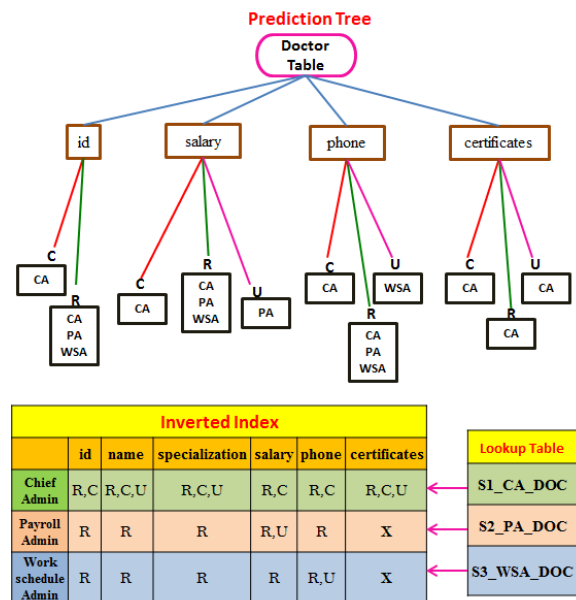 Prediction Tree
Doctor
Table
id
salary
phone
certificates
C
CA
R
CA
PA
WSA
C
CA
R
CA
PA
WSA
U
PA
C
CA
U
WSA
R
CA
PA
WSA
C
CA
U
CA
R
CA
Inverted Index
id name specialization salary phone certificates
Chief
Admin
R,C R,C,U R,C,U R,C R,C R,C,U
Payroll
Admin
R R R R,U R X
Work
schedule
Admin
R R R R R,U X
Lookup Table
S1_CA_DOC
S2_PA_DOC
S3_WSA_DOC